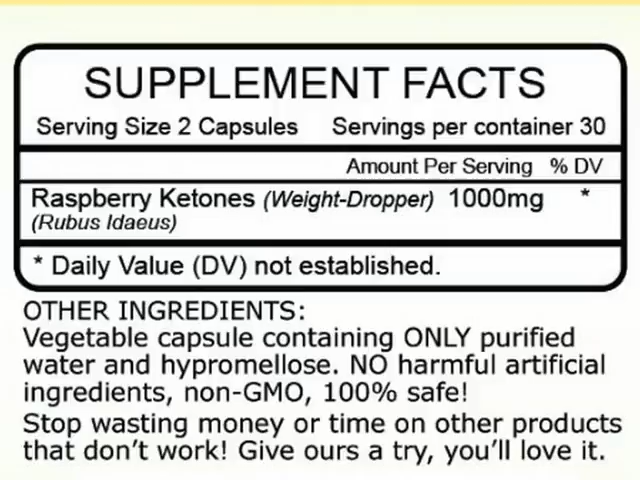 SUPPLEMENT FACTS
Serving Size 2 Capsules Servings per container 30
Amount Per Serving % DV
Raspberry Ketones (Weight-Dropper) 1000mg *
(Rubus Idaeus)
* Daily Value (DV) not established.
OTHER INGREDIENTS:
Vegetable capsule containing ONLY purified
water and hypromellose. NO harmful artificial
ingredients, non-GMO, 100% safe!
Stop wasting money or time on other products
that don’t work! Give ours a try, you’ll love it.